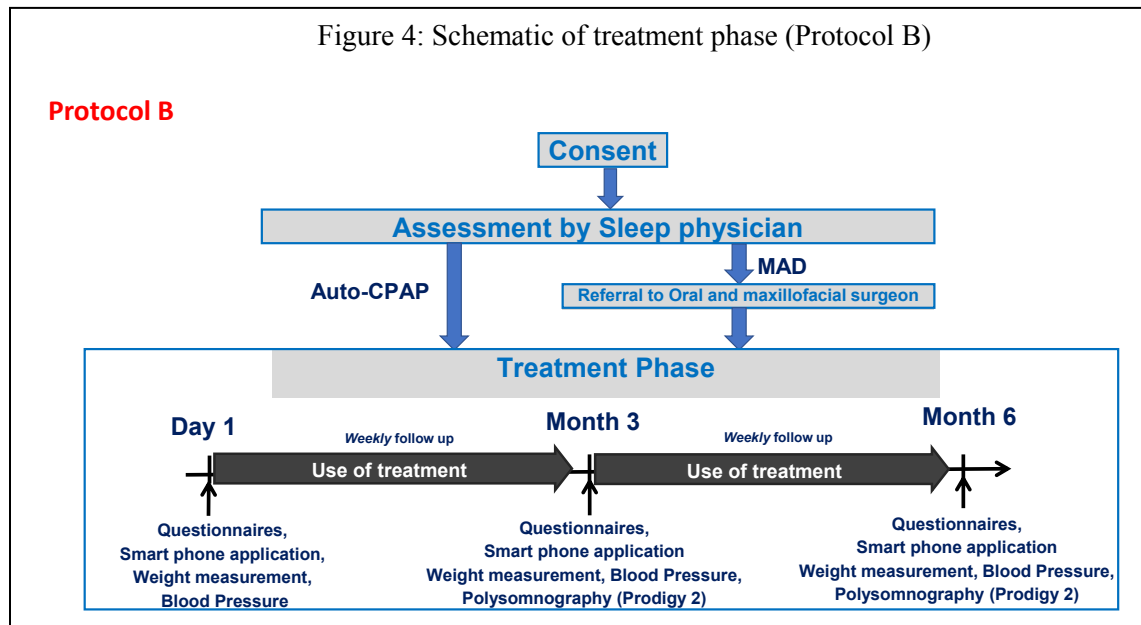 Figure 4: Schematic of treatment phase (Protocol B)
Protocol B
Consent
Assessment by Sleep physician
Auto-CPAP
MAD
Referral to Oral and maxillofacial surgeon
Treatment Phase
Day 1
Month 3
Month 6
Weekly follow up
Weekly follow up
Use of treatment
Use of treatment
Questionnaires,
Smart phone application,
Weight measurement,
Blood Pressure
Questionnaires,
Smart phone application
Weight measurement, Blood Pressure,
Polysomnography (Prodigy 2)
Questionnaires,
Smart phone application
Weight measurement, Blood Pressure,
Polysomnography (Prodigy 2)